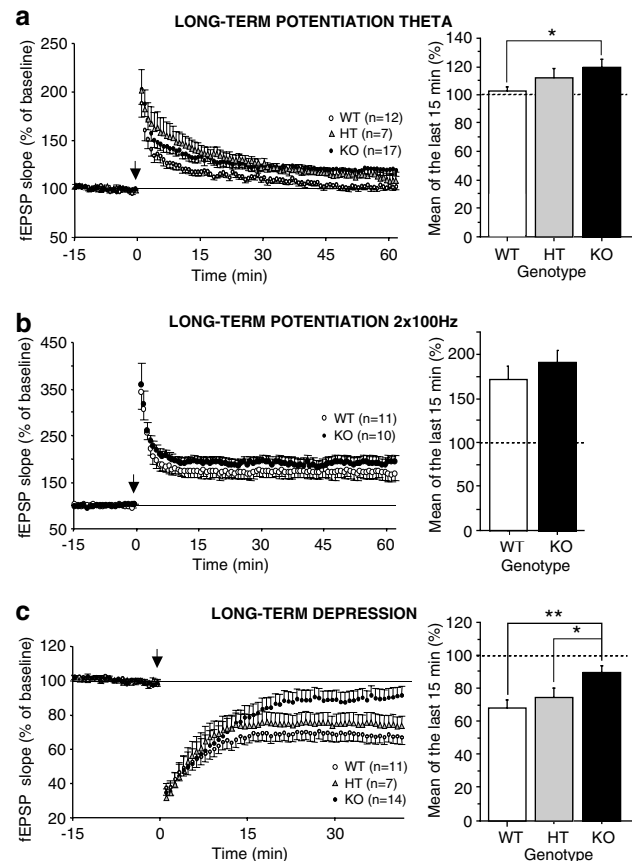 a
LONG-TERM POTENTIATION THETA
fEPSP slope (% of baseline)
250
200
150
100
50
-15
0
15
30
45
60
Time (min)
WT (n=12)
HT (n=7)
KO (n=17)
Mean of the last 15 min (%)
140
120
100
80
60
40
20
0
*
WT
HT
KO
Genotype
b
LONG-TERM POTENTIATION 2x100Hz
fEPSP slope (% of baseline)
450
350
250
150
50
-15
0
15
30
45
60
Time (min)
WT (n=11)
KO (n=10)
Mean of the last 15 min (%)
200
150
100
50
0
WT
KO
Genotype
c
LONG-TERM DEPRESSION
fEPSP slope (% of baseline)
120
100
80
60
40
20
-15
0
15
30
Time (min)
WT (n=11)
HT (n=7)
KO (n=14)
Mean of the last 15 min (%)
120
100
80
60
40
20
0
**
*
WT
HT
KO
Genotype